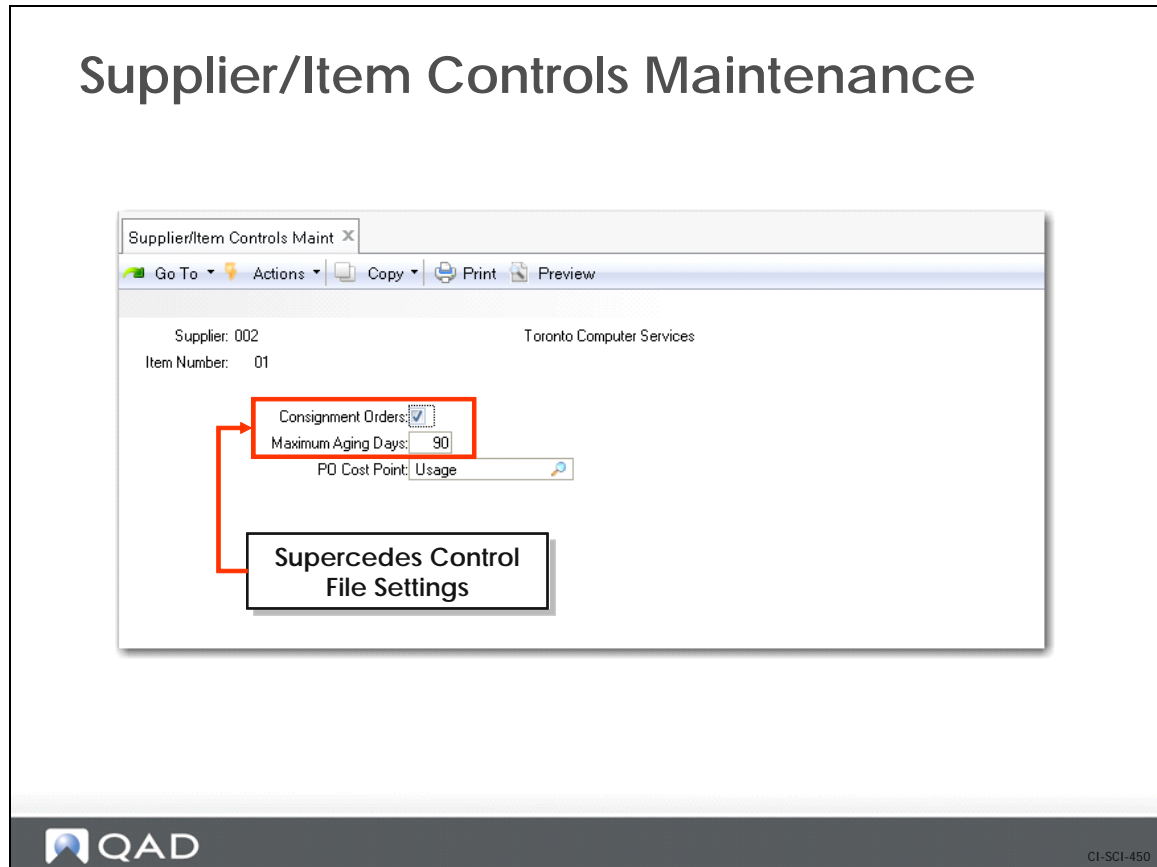 Supplier/Item Controls Maintenance
Supplier/Item Controls Maint
Go To Actions Copy Print Preview
Supplier: 002 Toronto Computer Services
Item Number: 01
Consignment Orders:
Maximum Aging Days: 90
PO Cost Point: Usage
Supercedes Control
File Settings
QAD
CI-SCI-450